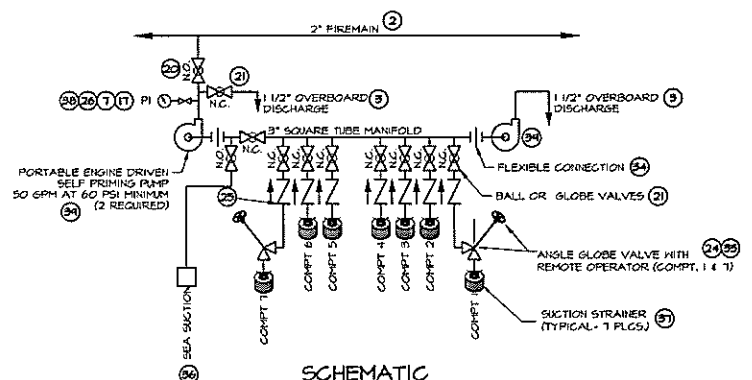 2" FIREMAIN 2
20
N.O.
21
N.C.
38 26 7 17 PI
1 1/2" OVERBOARD 3
DISCHARGE
1 1/2" OVERBOARD 3
DISCHARGE
3" SQUARE TUBE MANIFOLD
N.C.
39
N.O.
N.C.
N.C.
N.C.
N.C.
N.C.
N.C.
N.C.
FLEXIBLE CONNECTION 34
PORTABLE ENGINE DRIVEN
SELF PRIMING PUMP
50 GPM AT 60 PSI MINIMUM
(2 REQUIRED)
39
BALL OR GLOBE VALVES 21
25
ANGLE GLOBE VALVE WITH 24 35
REMOTE OPERATOR (COMPT. 1 & 7)
COMPT 7
COMPT 6
COMPT 5
COMPT 4
COMPT 3
COMPT 2
COMPT 1
SUCTION STRAINER 37
(TYPICAL - 7 PLCS.)
SEA SUCTION
36
SCHEMATIC